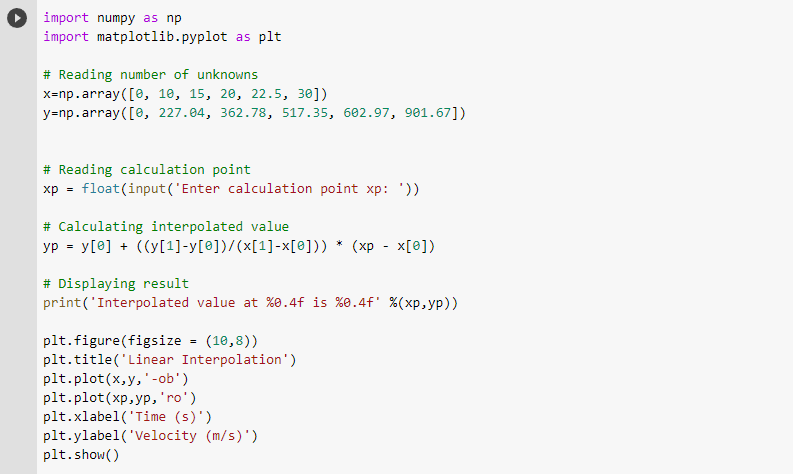 import numpy as np
import matplotlib.pyplot as plt
# Reading number of unknowns
x=np.array([0, 10, 15, 20, 22.5, 30])
y=np.array([0, 227.04, 362.78, 517.35, 602.97, 901.67])
# Reading calculation point
xp = float(input('Enter calculation point xp: '))
# Calculating interpolated value
yp = y[0] + ((y[1]-y[0])/(x[1]-x[0])) * (xp - x[0])
# Displaying result
print('Interpolated value at %0.4f is %0.4f' %(xp,yp))
plt.figure(figsize = (10,8))
plt.title('Linear Interpolation')
plt.plot(x,y,'-ob')
plt.plot(xp,yp,'ro')
plt.xlabel('Time (s)')
plt.ylabel('Velocity (m/s)')
plt.show()